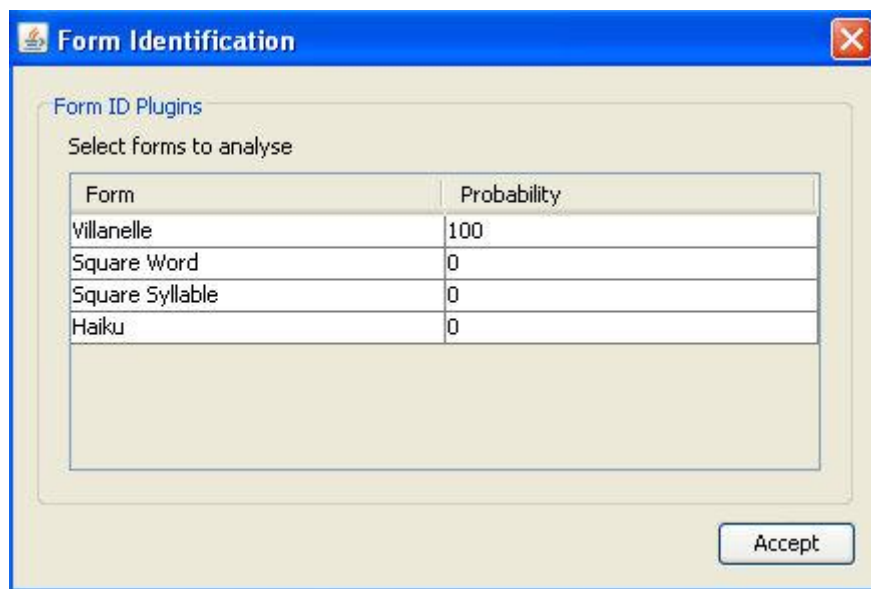 Form Identification
Form ID Plugins
Select forms to analyse
Form Probability
Villanelle 100
Square Word 0
Square Syllable 0
Haiku 0
Accept